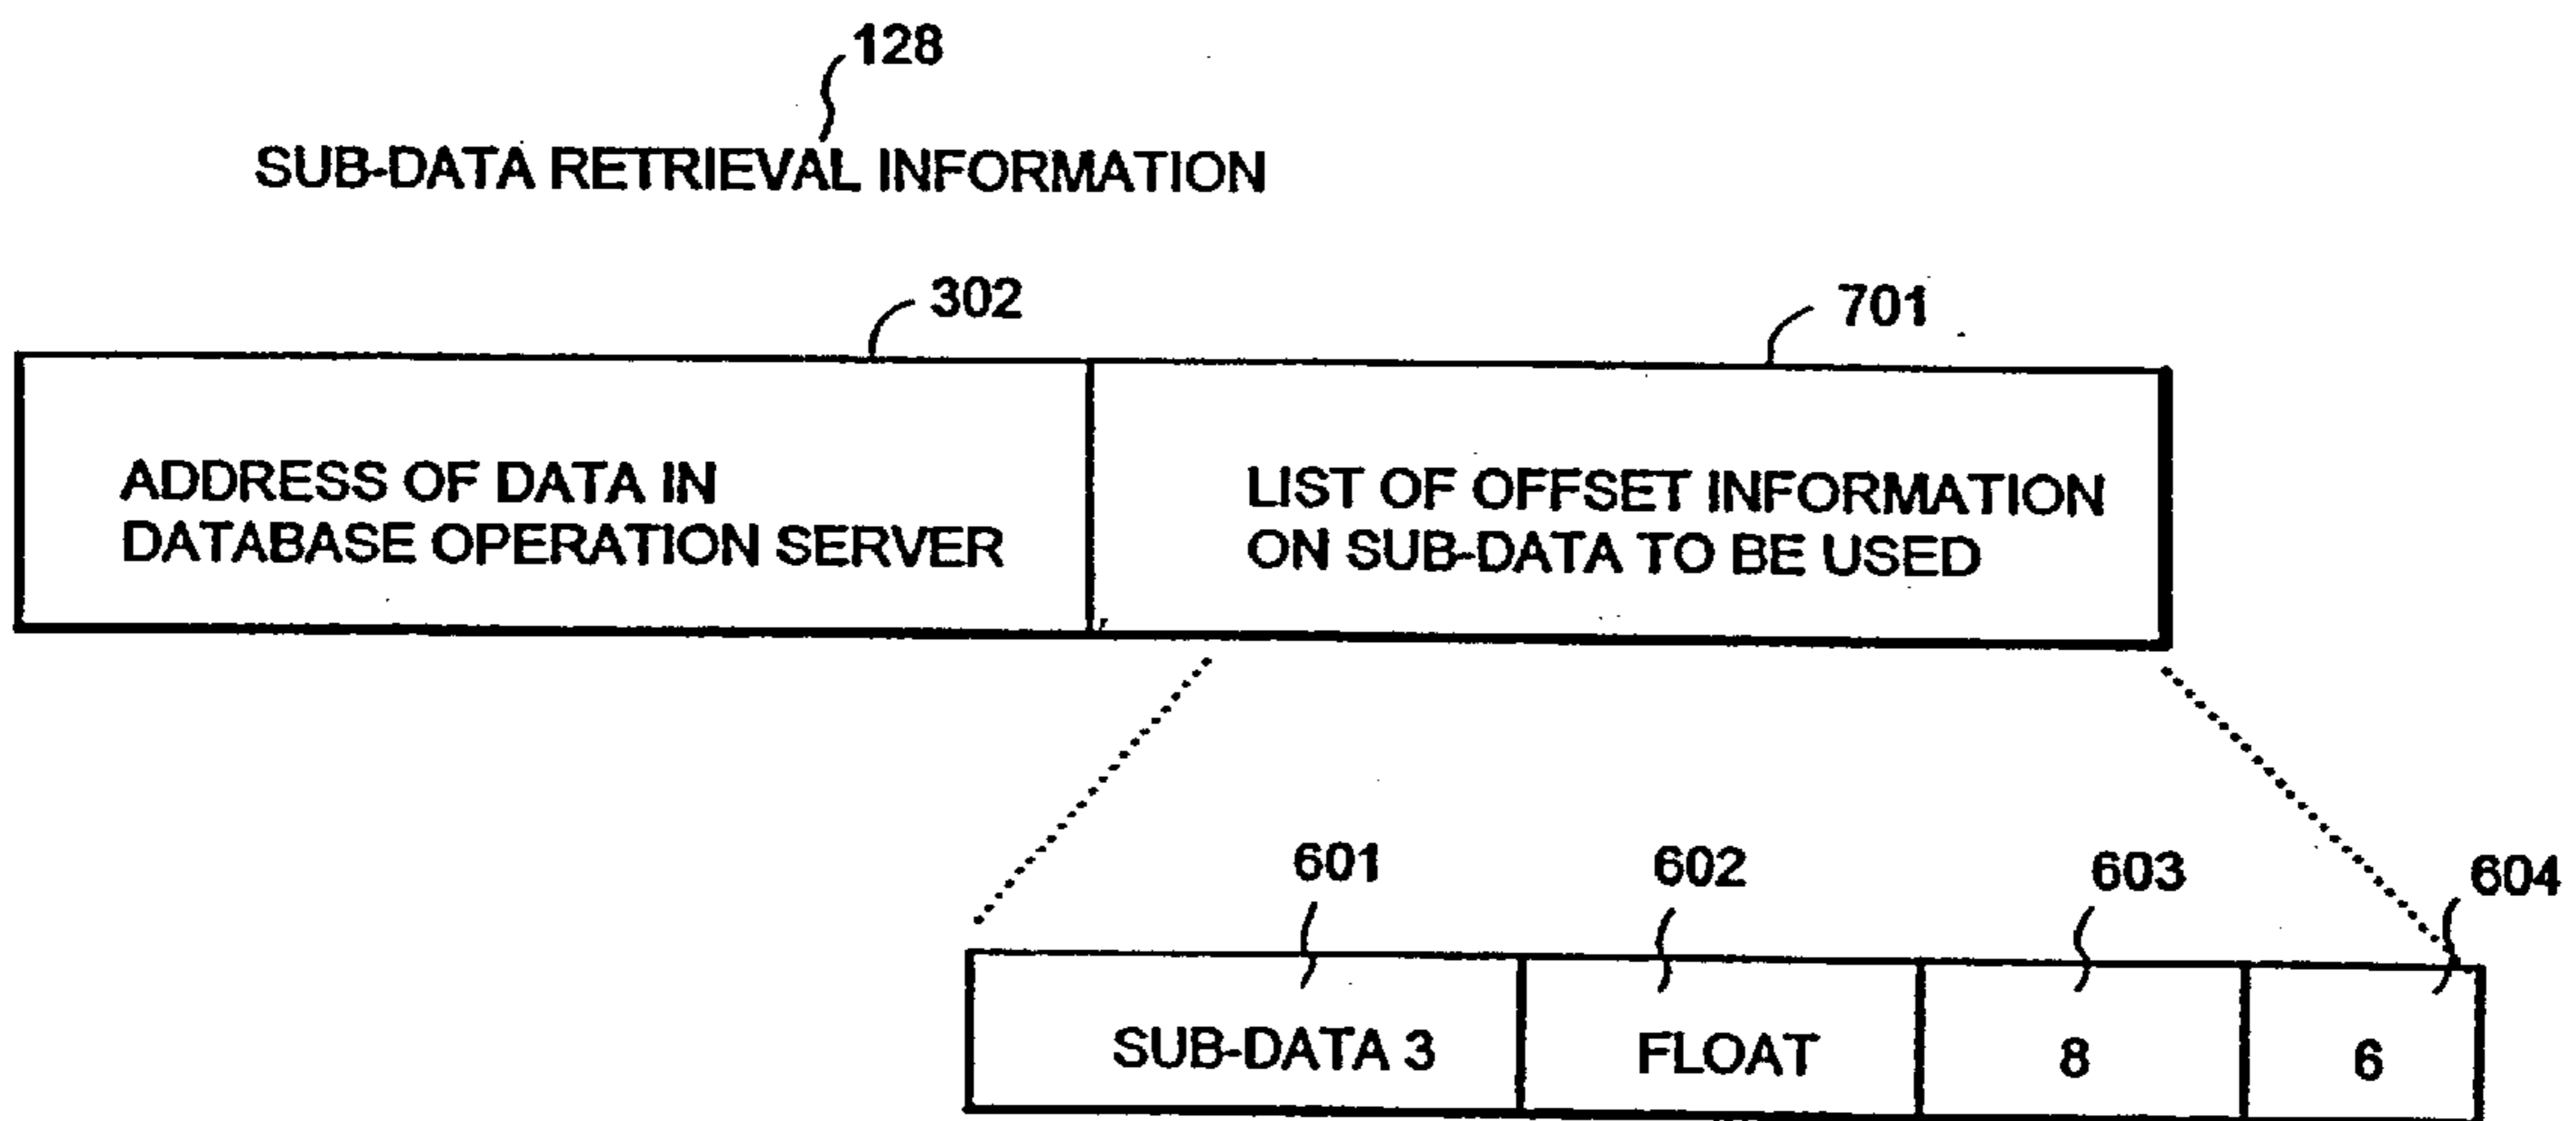 128
SUB-DATA RETRIEVAL INFORMATION
302
701
ADDRESS OF DATA IN
DATABASE OPERATION SERVER
LIST OF OFFSET INFORMATION
ON SUB-DATA TO BE USED
601
602
603
604
SUB-DATA 3
FLOAT
8
6